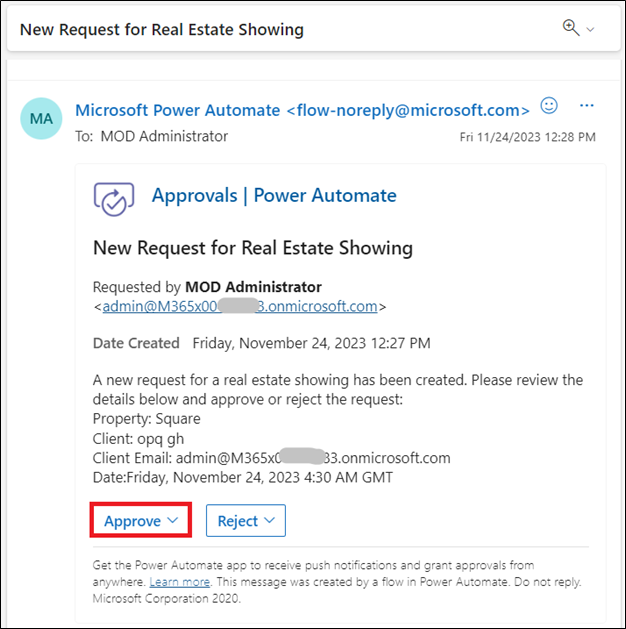 New Request for Real Estate Showing
MA
Microsoft Power Automate <flow-noreply@microsoft.com>
To: MOD Administrator
Fri 11/24/2023 12:28 PM
Approvals | Power Automate
New Request for Real Estate Showing
Requested by MOD Administrator
<admin@M365x00 3.onmicrosoft.com>
Date Created Friday, November 24, 2023 12:27 PM
A new request for a real estate showing has been created. Please review the
details below and approve or reject the request:
Property: Square
Client: opq gh
Client Email: admin@M365x0 33.onmicrosoft.com
Date:Friday, November 24, 2023 4:30 AM GMT
Approve
Reject
Get the Power Automate app to receive push notifications and grant approvals from
anywhere. Learn more. This message was created by a flow in Power Automate. Do not reply.
Microsoft Corporation 2020.